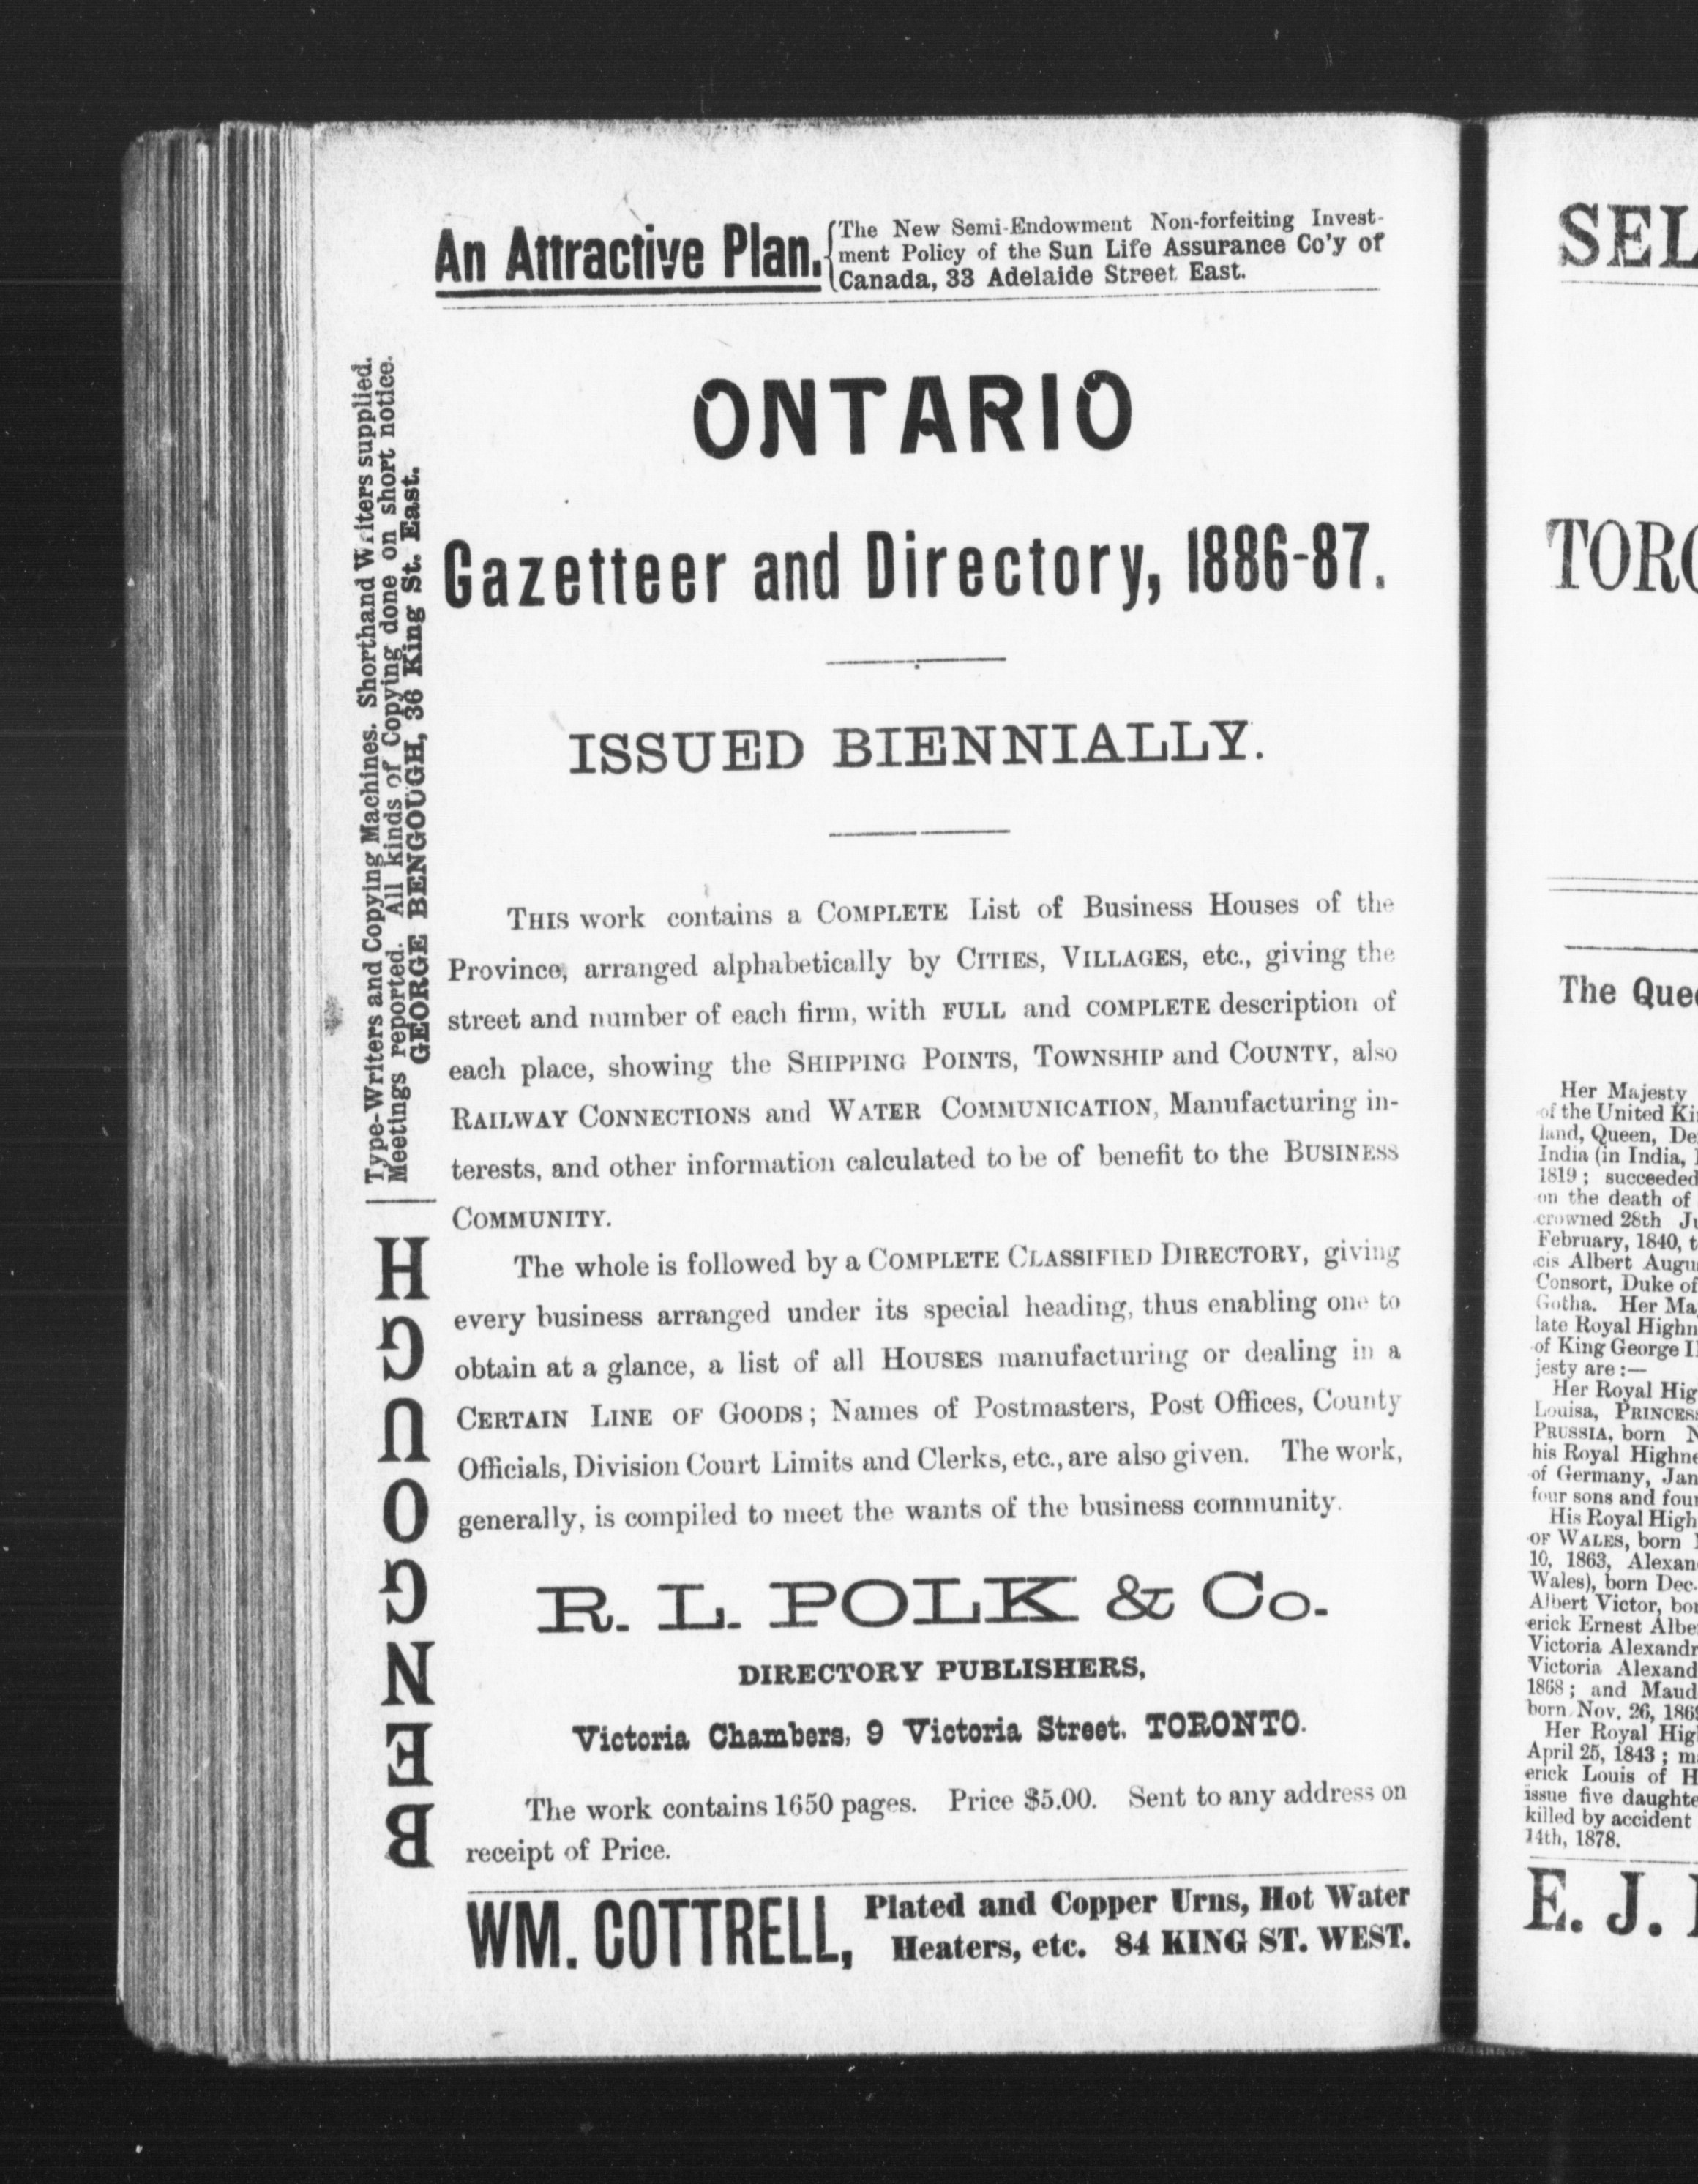 An Attractive Plan.
The New Semi-Endowment Non-forfeiting Invest-
ment Policy of the Sun Life Assurance Co'y of
Canada, 33 Adelaide Street East.
ONTARIO
Gazetteer and Directory, 1886-87.
ISSUED BIENNIALLY.
THIS work contains a COMPLETE List of Business Houses of the
Province, arranged alphabetically by CITIES, VILLAGES, etc., giving the
street and number of each firm, with FULL and COMPLETE description of
each place, showing the SHIPPING POINTS, TOWNSHIP and COUNTY, also
RAILWAY CONNECTIONS and WATER COMMUNICATION, Manufacturing in-
terests, and other information calculated to be of benefit to the BUSINESS
COMMUNITY.
The whole is followed by a COMPLETE CLASSIFIED DIRECTORY, giving
every business arranged under its special heading, thus enabling one to
obtain at a glance, a list of all HOUSES manufacturing or dealing in a
CERTAIN LINE OF GOODS; Names of Postmasters, Post Offices, County
Officials, Division Court Limits and Clerks, etc., are also given. The work,
generally, is compiled to meet the wants of the business community.
R. L. POLK & Co.
DIRECTORY PUBLISHERS,
Victoria Chambers, 9 Victoria Street, TORONTO.
The work contains 1650 pages. Price $5.00. Sent to any address on
receipt of Price.
WM. COTTRELL,
Plated and Copper Urns, Hot Water
Heaters, etc. 84 KING ST. WEST.
BENGOUGH
Type-Writers and Copying Machines. Shorthand Writers supplied.
Meetings reported. All kinds of Copying done on short notice.
GEORGE BENGOUGH, 36 King St. East.
SEL
TORO
The Quee
Her Majesty
of the United Ki
land, Queen, De
India (in India,
1819; succeeded
on the death of
crowned 28th Ju
February, 1840, t
cis Albert Augu
Consort, Duke of
Gotha. Her Ma
late Royal Highn
of King George I
jesty are:—
Her Royal Hig
Louisa, PRINCESS
PRUSSIA, born N
his Royal Highne
of Germany, Jan
four sons and four
His Royal High
OF WALES, born
10, 1863, Alexan
Wales), born Dec.
Albert Victor, bor
erick Ernest Albe
Victoria Alexandr
Victoria Alexand
1868; and Maud
born Nov. 26, 1869
Her Royal Hig
April 25, 1843; m
erick Louis of H
issue five daughte
killed by accident
14th, 1878.
E. J.